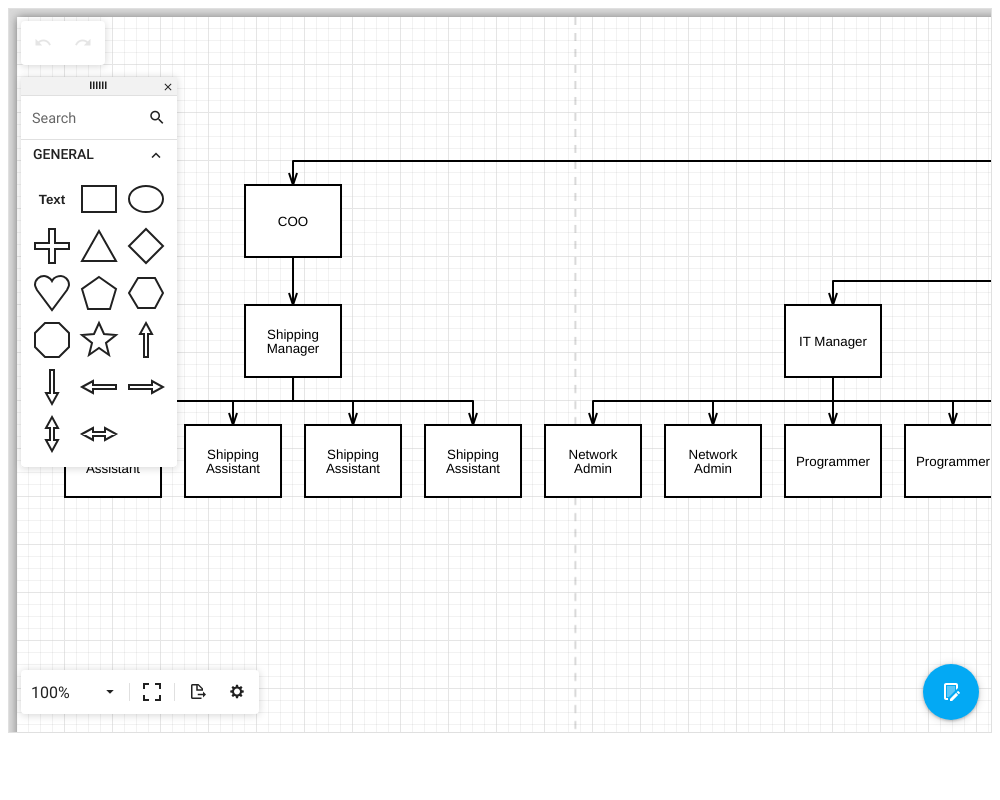 Search
GENERAL
Text
COO
Shipping
Manager
IT Manager
Assistant
Shipping
Assistant
Shipping
Assistant
Shipping
Assistant
Network
Admin
Network
Admin
Programmer
Programmer
100%